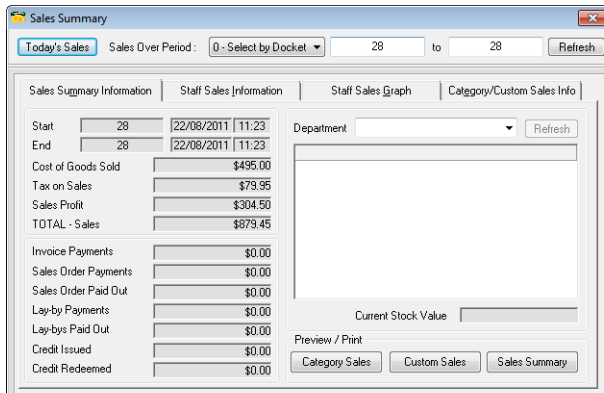 Sales Summary
Today's Sales Sales Over Period : 0 - Select by Docket 28 to 28 Refresh
Sales Summary Information Staff Sales Information Staff Sales Graph Category/Custom Sales Info
Start 28 22/08/2011 11:23
End 28 22/08/2011 11:23
Cost of Goods Sold $495.00
Tax on Sales $79.95
Sales Profit $304.50
TOTAL - Sales $879.45
Invoice Payments $0.00
Sales Order Payments $0.00
Sales Order Paid Out $0.00
Lay-by Payments $0.00
Lay-bys Paid Out $0.00
Credit Issued $0.00
Credit Redeemed $0.00
Department Refresh
Current Stock Value
Preview / Print
Category Sales Custom Sales Sales Summary